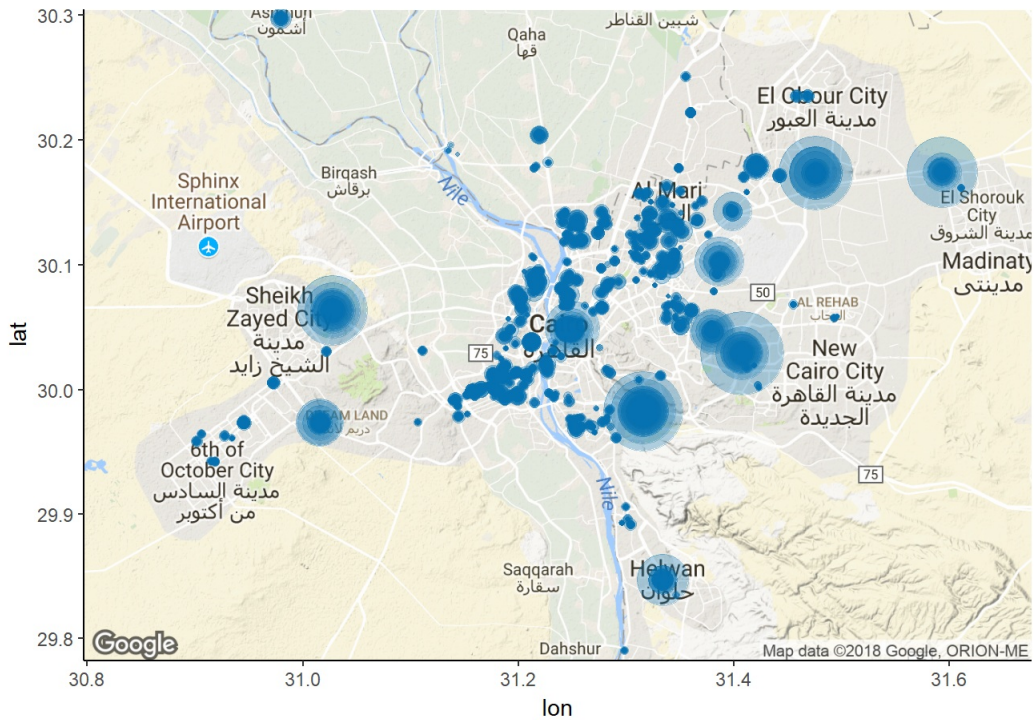 30.3
30.2
30.1
30.0
29.9
29.8
lat
30.8
31.0
31.2
31.4
31.6
lon
أشمون
شبين القناطر
Qaha
قها
El Obour City
مدينة العبور
Birqash
برقاش
Nile
Sphinx
International
Airport
Al Marj
El Shorouk
City
مدينة الشروق
Madinaty
مدينتى
50
AL REHAB
الرحاب
Sheikh
Zayed City
مدينة
الشيخ زايد
75
Cairo
القاهرة
New
Cairo City
مدينة القاهرة
الجديدة
DREAM LAND
دريم لاند
6th of
October City
مدينة السادس
من أكتوبر
75
Nile
Saqqarah
سقارة
Helwan
حلوان
Dahshur
Google
Map data ©2018 Google, ORION-ME